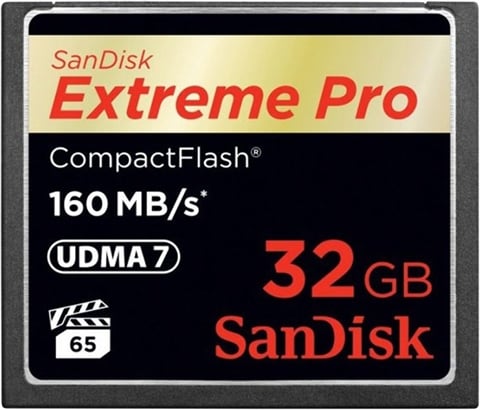 SanDisk
Extreme Pro
CompactFlash®
160 MB/s*
UDMA 7
32 GB
65
SanDisk